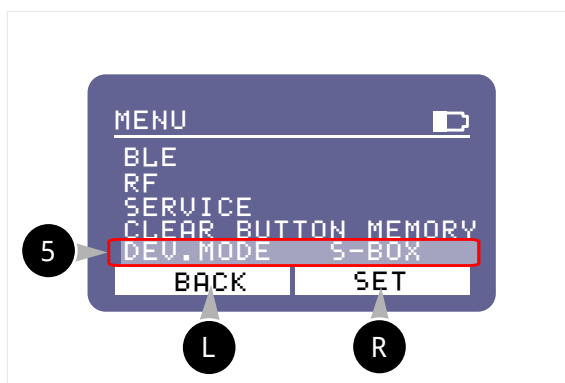 MENU
BLE
RF
SERVICE
CLEAR BUTTON MEMORY
5
DEV.MODE S-BOX
BACK SET
L R